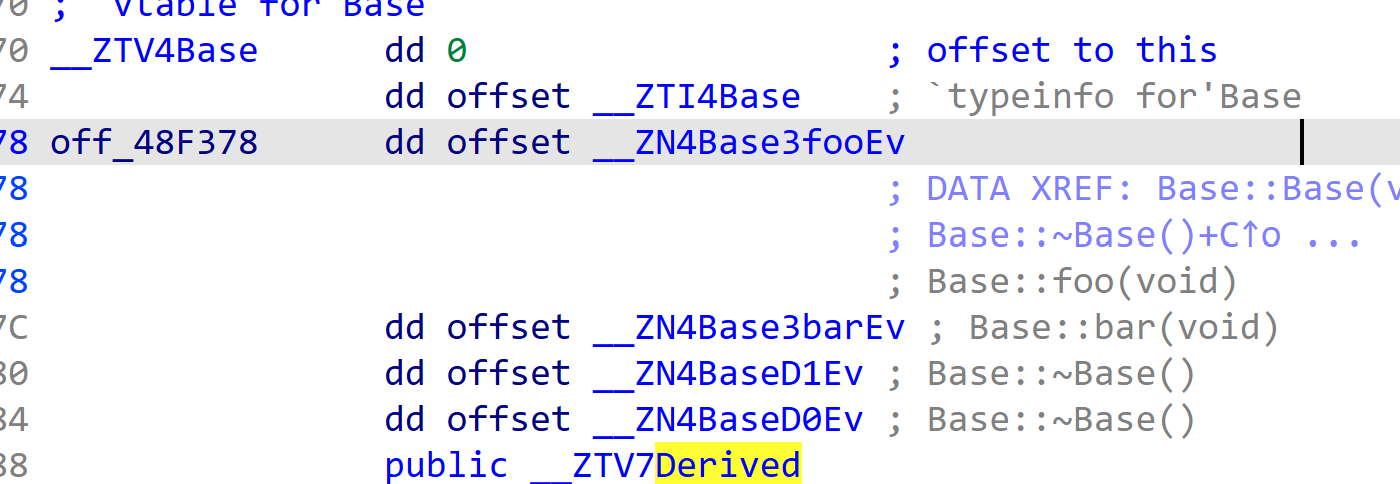 70 ; `vtable for'Base
70 __ZTV4Base dd 0 ; offset to this
74 dd offset __ZTI4Base ; `typeinfo for'Base
78 off_48F378 dd offset __ZN4Base3fooEv
78 ; DATA XREF: Base::Base(v
78 ; Base::~Base()+C↑o ...
78 ; Base::foo(void)
7C dd offset __ZN4Base3barEv ; Base::bar(void)
80 dd offset __ZN4BaseD1Ev ; Base::~Base()
84 dd offset __ZN4BaseD0Ev ; Base::~Base()
88 public __ZTV7Derived